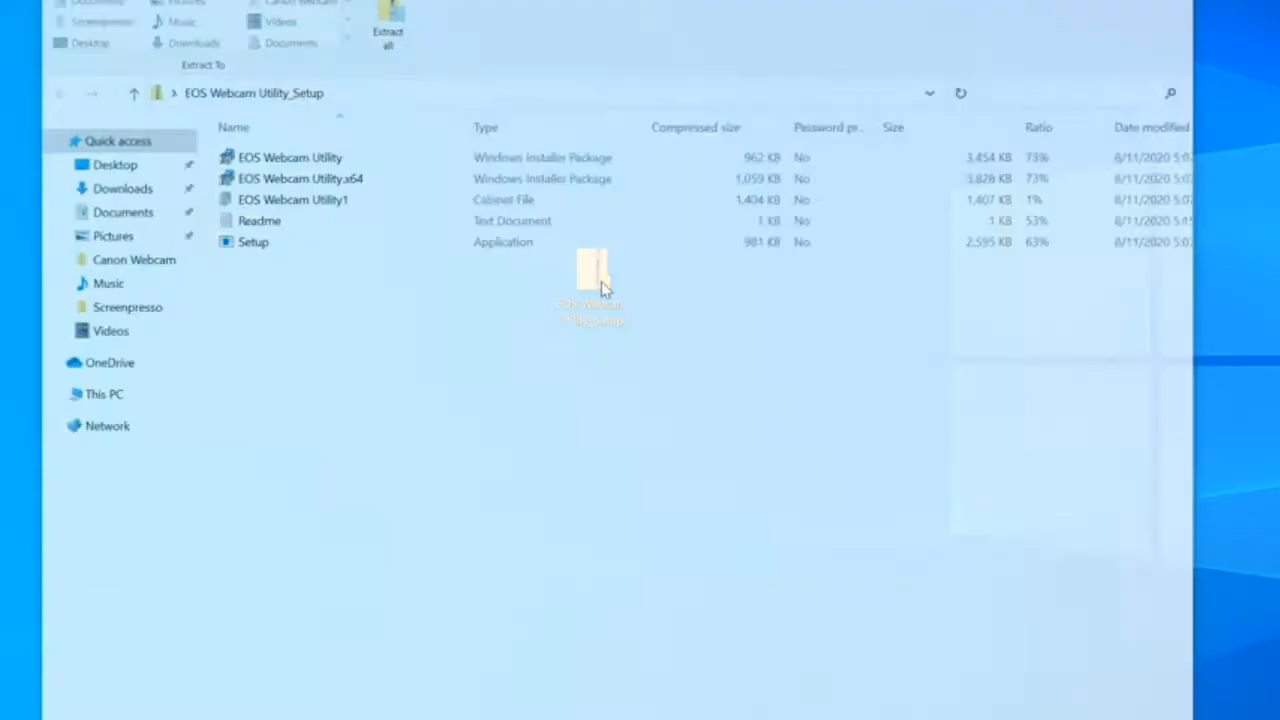 Documents Pictures Canon Webcam
Screenpresso Music Videos
Desktop Downloads Documents
Extract
all
Extract To
EOS Webcam Utility_Setup
Name Type Compressed size Password pr... Size Ratio Date modified
Quick access
Desktop
Downloads
Documents
Pictures
Canon Webcam
Music
Screenpresso
Videos
OneDrive
This PC
Network
EOS Webcam Utility Windows Installer Package 962 KB No 3,454 KB 73% 8/11/2020 5:0
EOS Webcam Utility.x64 Windows Installer Package 1,059 KB No 3,828 KB 73% 8/11/2020 5:0
EOS Webcam Utility1 Cabinet File 1,404 KB No 1,407 KB 1% 8/11/2020 5:0
Readme Text Document 1 KB No 1 KB 53% 8/11/2020 5:1
Setup Application 981 KB No 2,595 KB 63% 8/11/2020 5:0
EOS Webcam
Utility_Setup